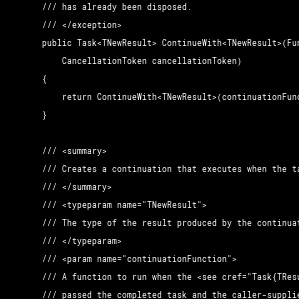 /// has already been disposed.
/// </exception>
public Task<TNewResult> ContinueWith<TNewResult>(Fun
CancellationToken cancellationToken)
{
return ContinueWith<TNewResult>(continuationFunc
}
/// <summary>
/// Creates a continuation that executes when the ta
/// </summary>
/// <typeparam name="TNewResult">
/// The type of the result produced by the continuat
/// </typeparam>
/// <param name="continuationFunction">
/// A function to run when the <see cref="Task{TResu
/// passed the completed task and the caller-supplie